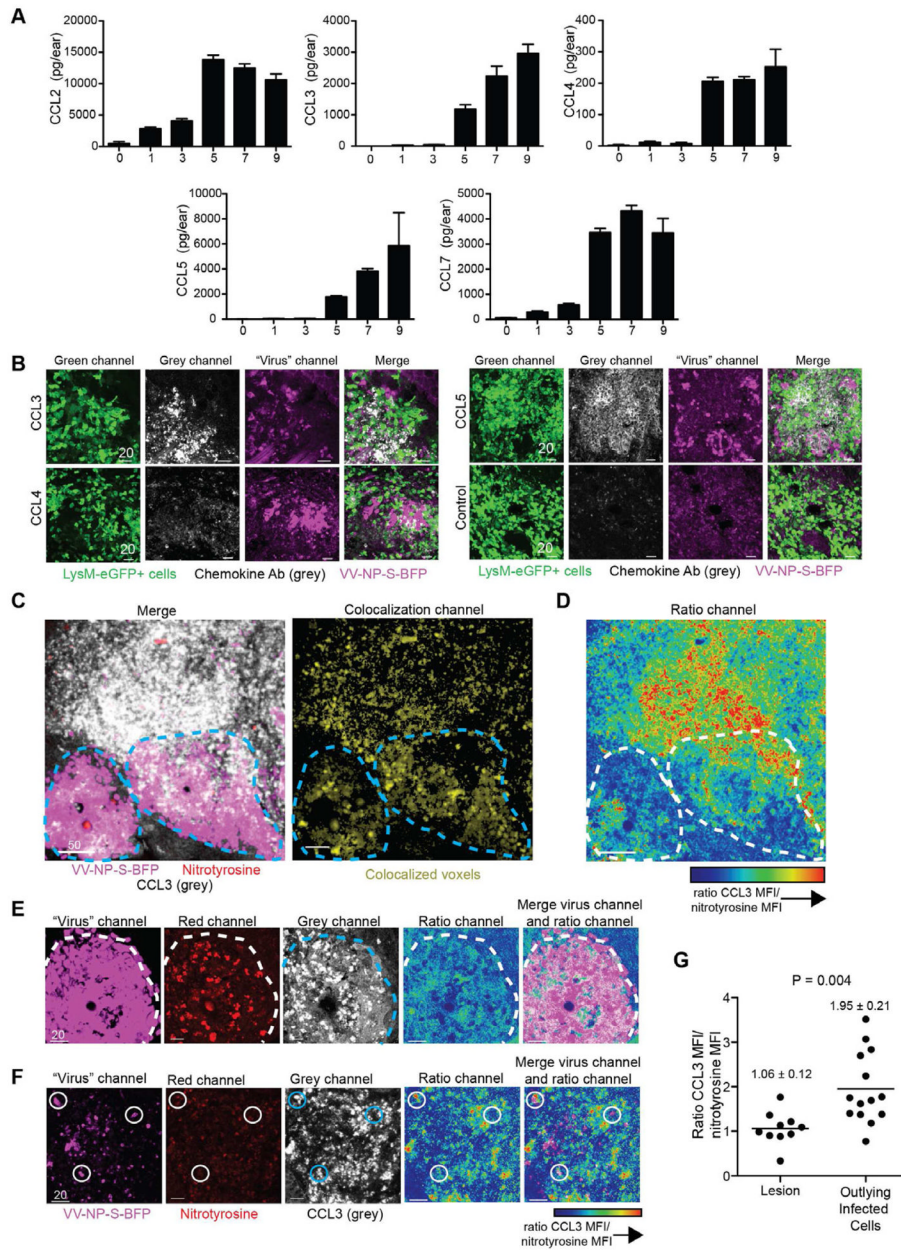 A
CCL2 (pg/ear)
20000
15000
10000
5000
0
0 1 3 5 7 9
CCL3 (pg/ear)
4000
3000
2000
1000
0
0 1 3 5 7 9
CCL4 (pg/ear)
400
300
200
100
0
0 1 3 5 7 9
CCL5 (pg/ear)
10000
8000
6000
4000
2000
0
0 1 3 5 7 9
CCL7 (pg/ear)
5000
4000
3000
2000
1000
0
0 1 3 5 7 9
B
Green channel Grey channel "Virus" channel Merge
CCL3
20
CCL4
20
LysM-eGFP+ cells Chemokine Ab (grey) VV-NP-S-BFP
Green channel Grey channel "Virus" channel Merge
CCL5
20
Control
20
LysM-eGFP+ cells Chemokine Ab (grey) VV-NP-S-BFP
C
Merge
50
VV-NP-S-BFP Nitrotyrosine
CCL3 (grey)
Colocalization channel
Colocalized voxels
D
Ratio channel
ratio CCL3 MFI/
nitrotyrosine MFI
E
"Virus" channel Red channel Grey channel Ratio channel Merge virus channel
and ratio channel
20
F
"Virus" channel Red channel Grey channel Ratio channel Merge virus channel
and ratio channel
20
VV-NP-S-BFP Nitrotyrosine CCL3 (grey)
ratio CCL3 MFI/
nitrotyrosine MFI
G
P = 0.004
1.95 ± 0.21
1.06 ± 0.12
Ratio CCL3 MFI/
nitrotyrosine MFI
4
3
2
1
0
Lesion Outlying
Infected
Cells